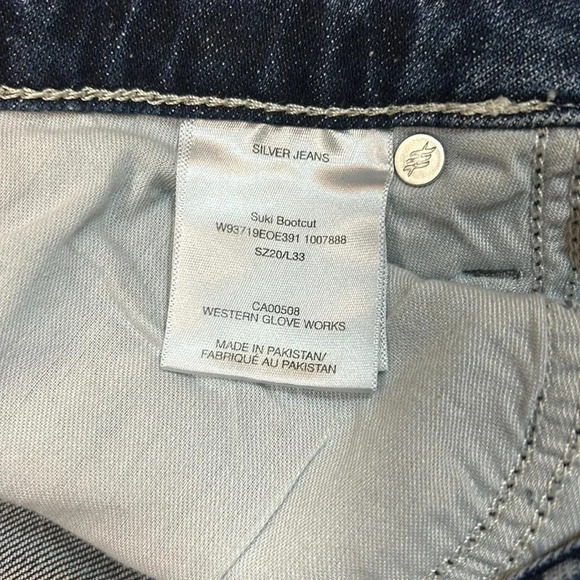 SILVER JEANS
Suki Bootcut
W93719EOE391 1007888
SZ20/L33
CA00508
WESTERN GLOVE WORKS
MADE IN PAKISTAN/
FABRIQUÉ AU PAKISTAN